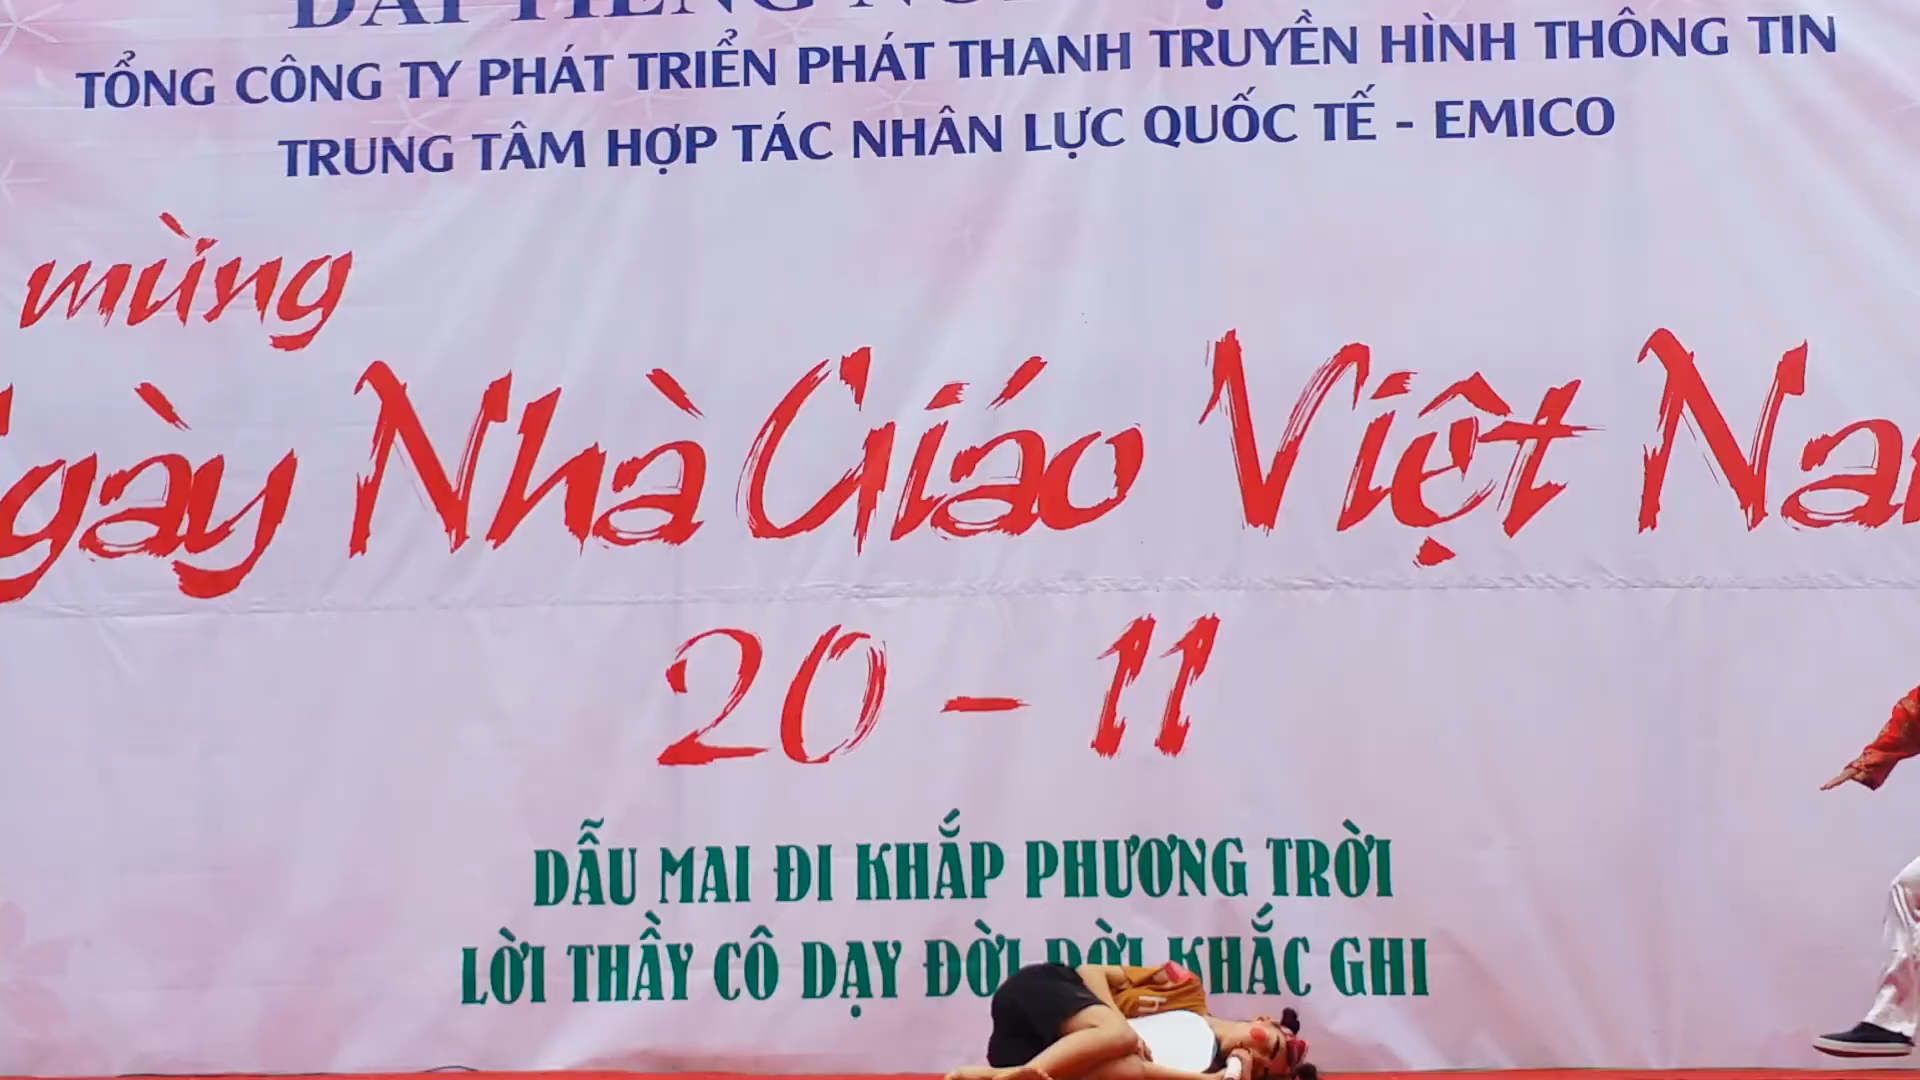 TỔNG CÔNG TY PHÁT TRIỂN PHÁT THANH TRUYỀN HÌNH THÔNG TIN
TRUNG TÂM HỢP TÁC NHÂN LỰC QUỐC TẾ - EMICO
mừng
Nhà Giáo Việt
20 - 11
DẪU MAI ĐI KHẮP PHƯƠNG TRỜI
LỜI THẦY CÔ DẠY ĐỜI ĐỜI KHẮC GHI